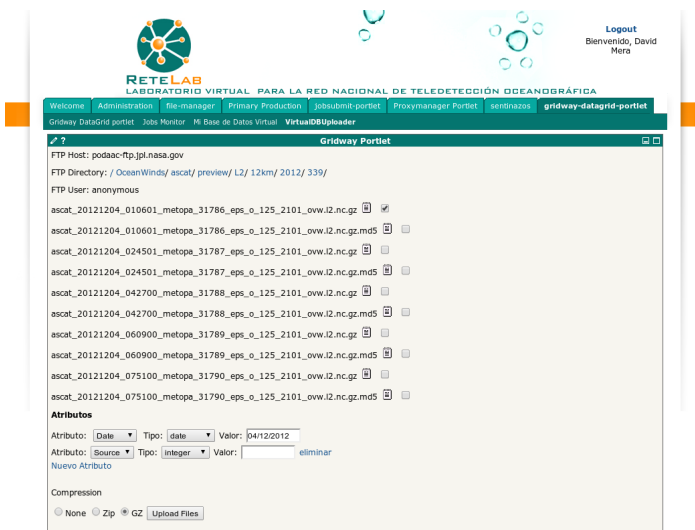 Logout
Bienvenido, David
Mera
RETELAB
LABORATORIO VIRTUAL PARA LA RED NACIONAL DE TELEDETECCIÓN OCEANOGRÁFICA
Welcome Administration file-manager Primary Production jobsubmit-portlet Proxymanager Portlet sentinazos gridway-datagrid-portlet
Gridway DataGrid portlet Jobs Monitor Mi Base de Datos Virtual VirtualDBUploader
? Gridway Portlet
FTP Host: podaac-ftp.jpl.nasa.gov
FTP Directory: / OceanWinds/ ascat/ preview/ L2/ 12km/ 2012/ 339/
FTP User: anonymous
ascat_20121204_010601_metopa_31786_eps_o_125_2101_ovw.l2.nc.gz
ascat_20121204_010601_metopa_31786_eps_o_125_2101_ovw.l2.nc.gz.md5
ascat_20121204_024501_metopa_31787_eps_o_125_2101_ovw.l2.nc.gz
ascat_20121204_024501_metopa_31787_eps_o_125_2101_ovw.l2.nc.gz.md5
ascat_20121204_042700_metopa_31788_eps_o_125_2101_ovw.l2.nc.gz
ascat_20121204_042700_metopa_31788_eps_o_125_2101_ovw.l2.nc.gz.md5
ascat_20121204_060900_metopa_31789_eps_o_125_2101_ovw.l2.nc.gz
ascat_20121204_060900_metopa_31789_eps_o_125_2101_ovw.l2.nc.gz.md5
ascat_20121204_075100_metopa_31790_eps_o_125_2101_ovw.l2.nc.gz
ascat_20121204_075100_metopa_31790_eps_o_125_2101_ovw.l2.nc.gz.md5
Atributos
Atributo: Date Tipo: date Valor: 04/12/2012
Atributo: Source Tipo: integer Valor: eliminar
Nuevo Atributo
Compression
None Zip GZ Upload Files